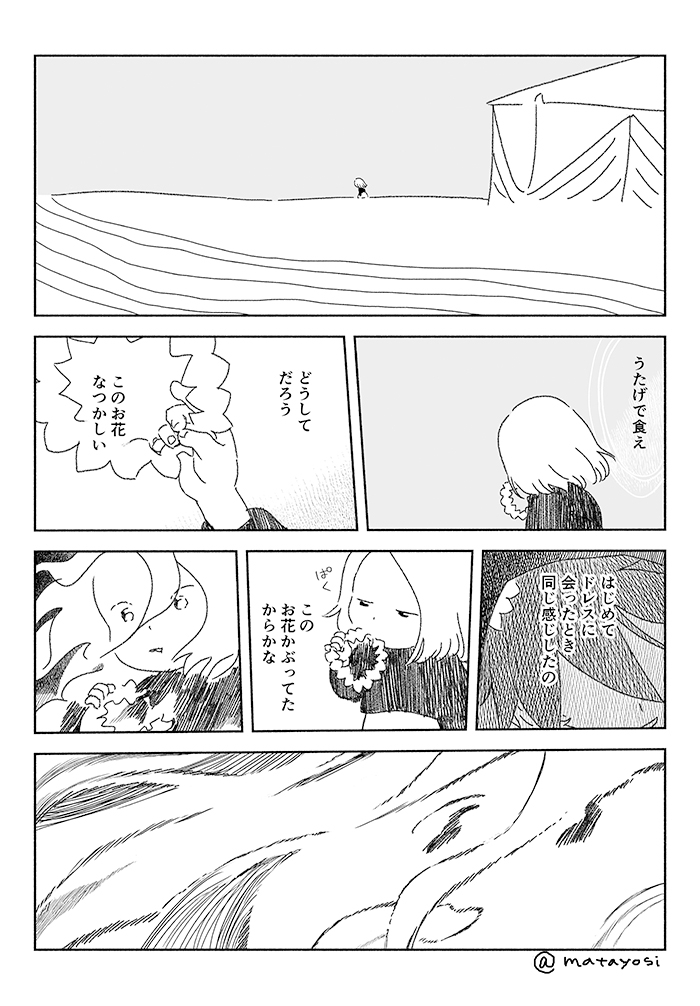 うたげで食え
どうして
だろう
このお花
なつかしい
はじめて
ドレスに
会ったとき
同じ感じしたの
ぱく
この
お花かぶってた
からかな
@matayosi